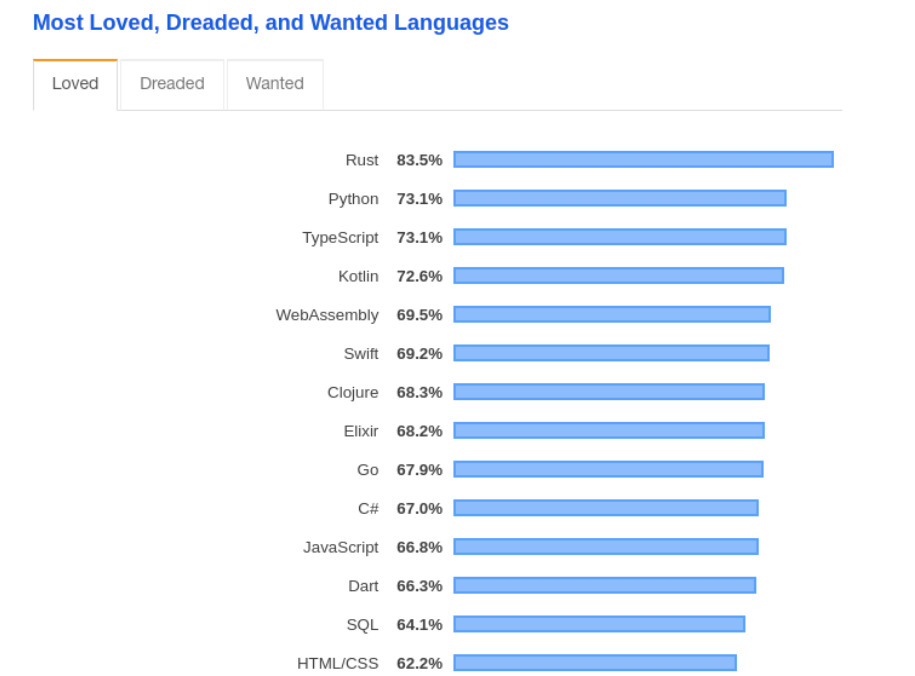 Most Loved, Dreaded, and Wanted Languages
Loved Dreaded Wanted
Rust 83.5%
Python 73.1%
TypeScript 73.1%
Kotlin 72.6%
WebAssembly 69.5%
Swift 69.2%
Clojure 68.3%
Elixir 68.2%
Go 67.9%
C# 67.0%
JavaScript 66.8%
Dart 66.3%
SQL 64.1%
HTML/CSS 62.2%